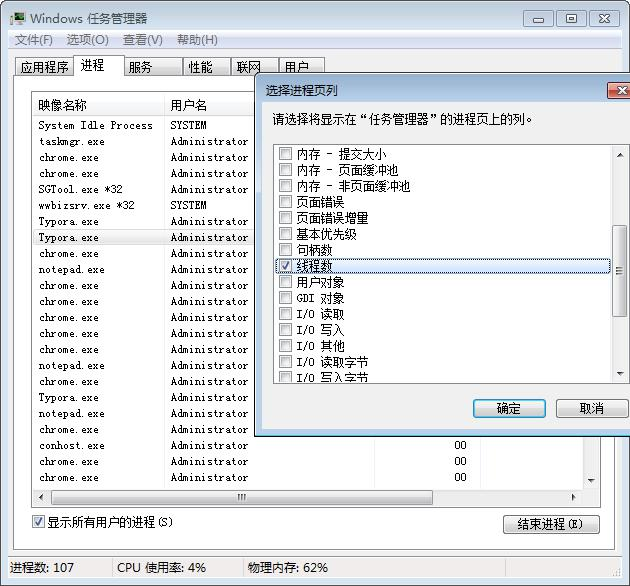 Windows 任务管理器
文件(F) 选项(O) 查看(V) 帮助(H)
应用程序 进程 服务 性能 联网 用户
映像名称 用户名
System Idle Process SYSTEM
taskmgr.exe Administrator
chrome.exe Administrator
chrome.exe Administrator
SGTool.exe *32 Administrator
wwbizsrv.exe *32 SYSTEM
Typora.exe Administrator
Typora.exe Administrator
chrome.exe Administrator
notepad.exe Administrator
chrome.exe Administrator
chrome.exe Administrator
chrome.exe Administrator
chrome.exe Administrator
chrome.exe Administrator
notepad.exe Administrator
chrome.exe Administrator
Typora.exe Administrator
notepad.exe Administrator
chrome.exe Administrator
conhost.exe Administrator 00
chrome.exe Administrator 00
chrome.exe Administrator 00
显示所有用户的进程(S)
结束进程(E)
进程数: 107 CPU 使用率: 4% 物理内存: 62%
选择进程页列
请选择将显示在“任务管理器”的进程页上的列。
内存 - 提交大小
内存 - 页面缓冲池
内存 - 非页面缓冲池
页面错误
页面错误增量
基本优先级
句柄数
线程数
用户对象
GDI 对象
I/O 读取
I/O 写入
I/O 其他
I/O 读取字节
I/O 写入字节
确定 取消